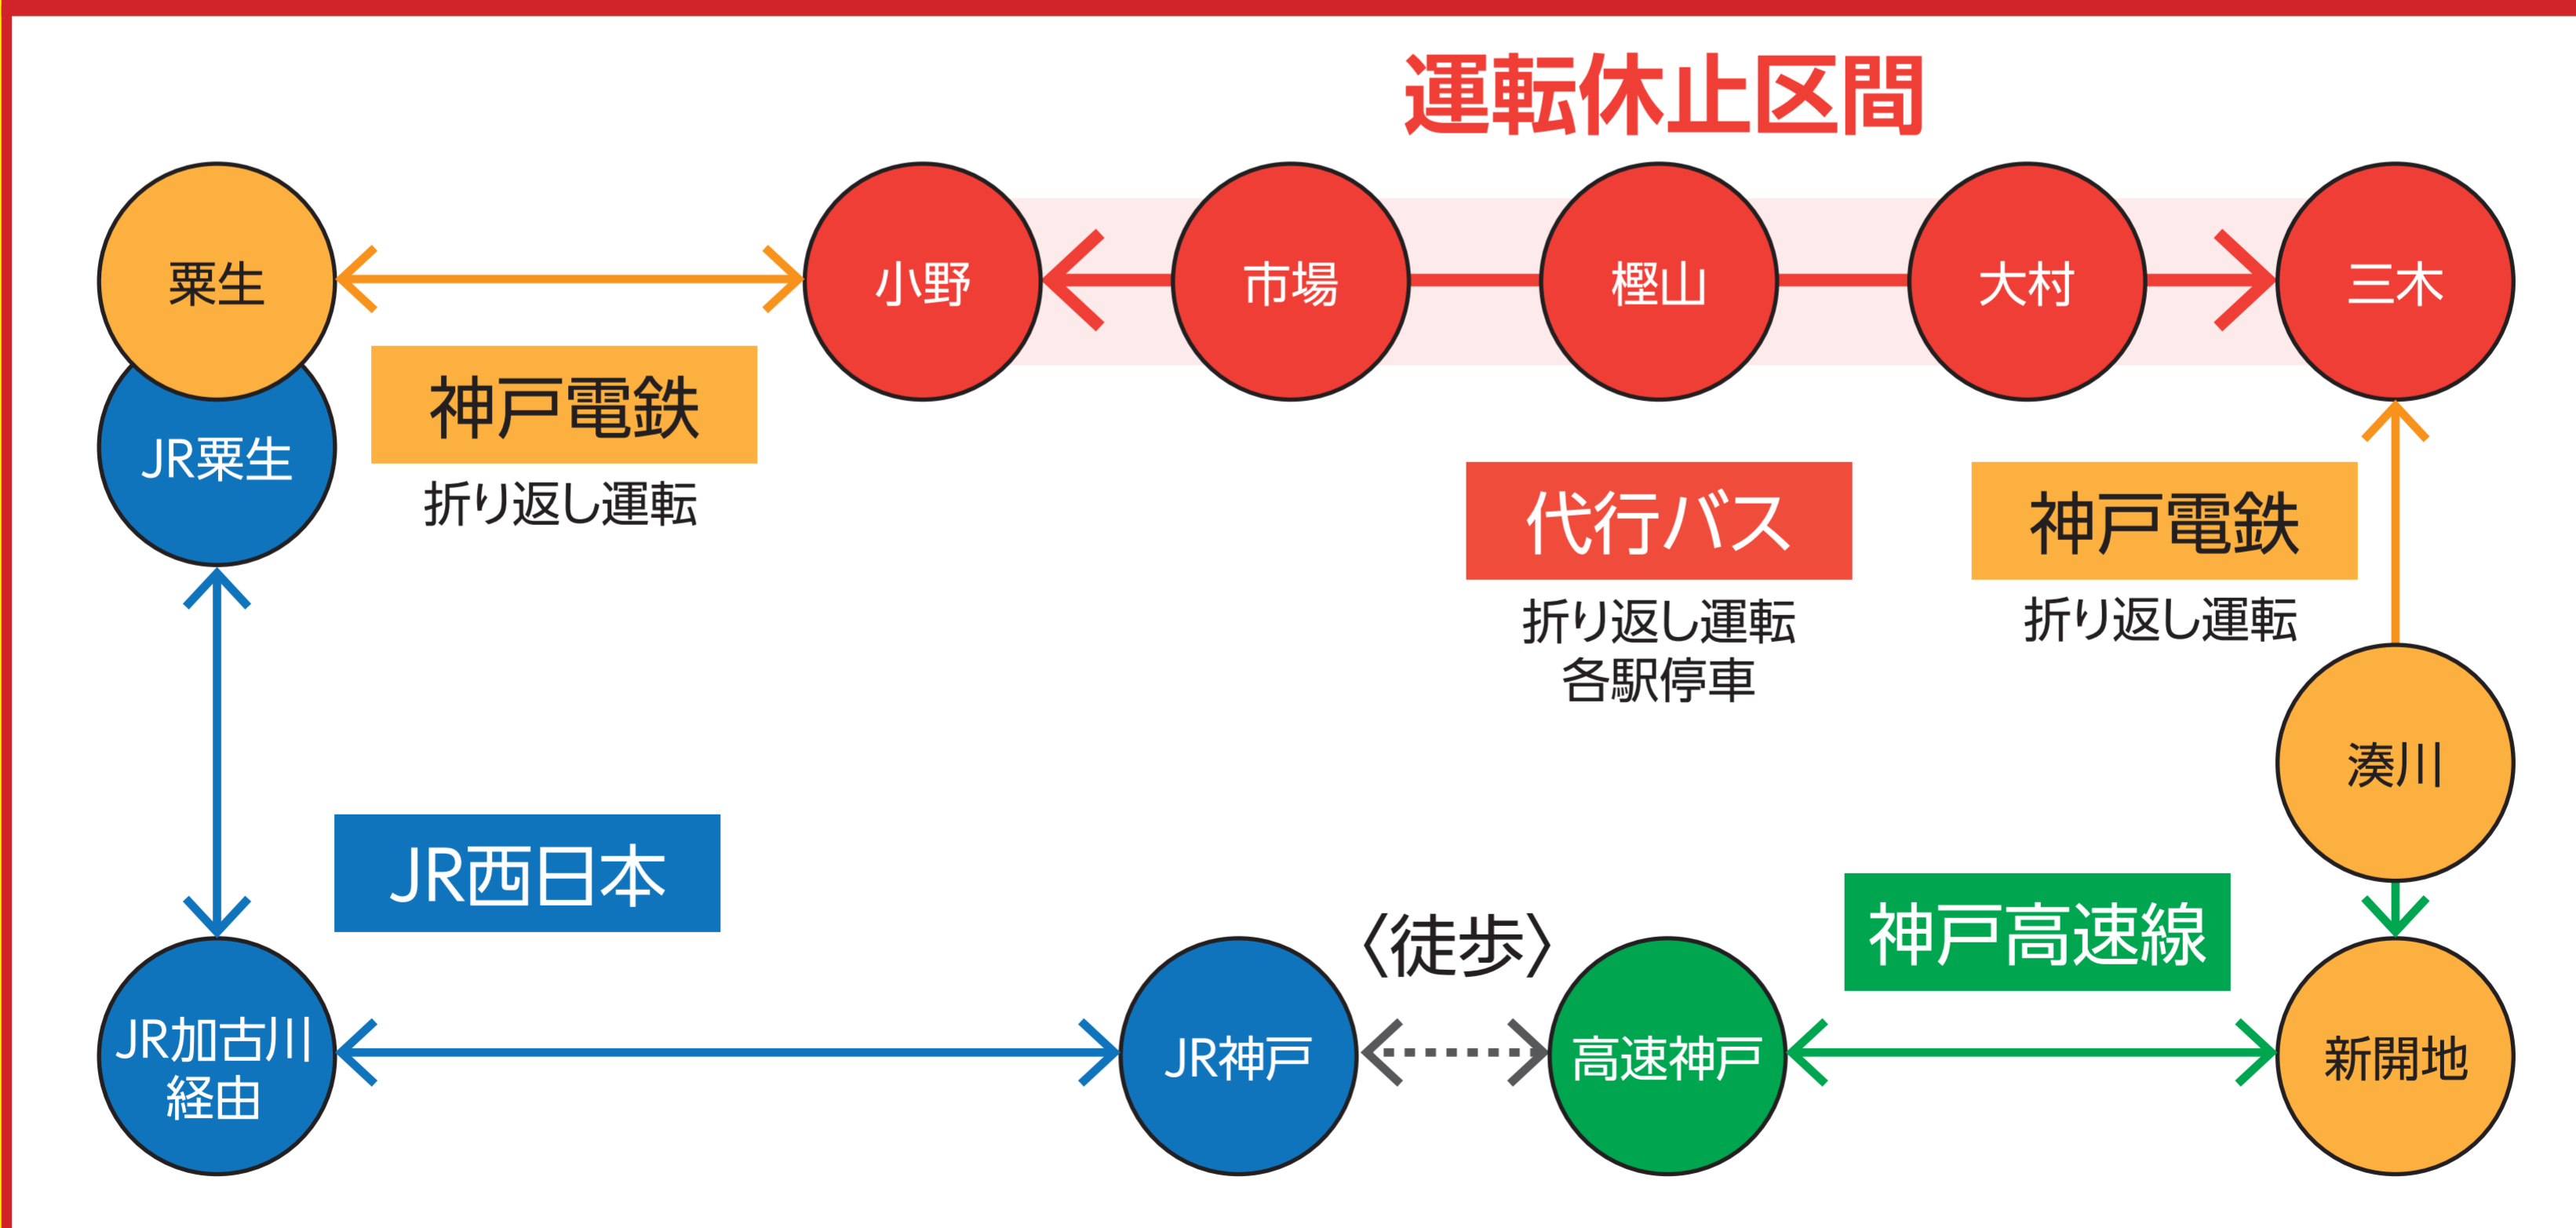 運転休止区間
粟生
小野
市場
樫山
大村
三木
神戸電鉄
折り返し運転
JR粟生
代行バス
折り返し運転
各駅停車
神戸電鉄
折り返し運転
湊川
JR西日本
神戸高速線
〈徒歩〉
JR加古川
経由
JR神戸
高速神戸
新開地